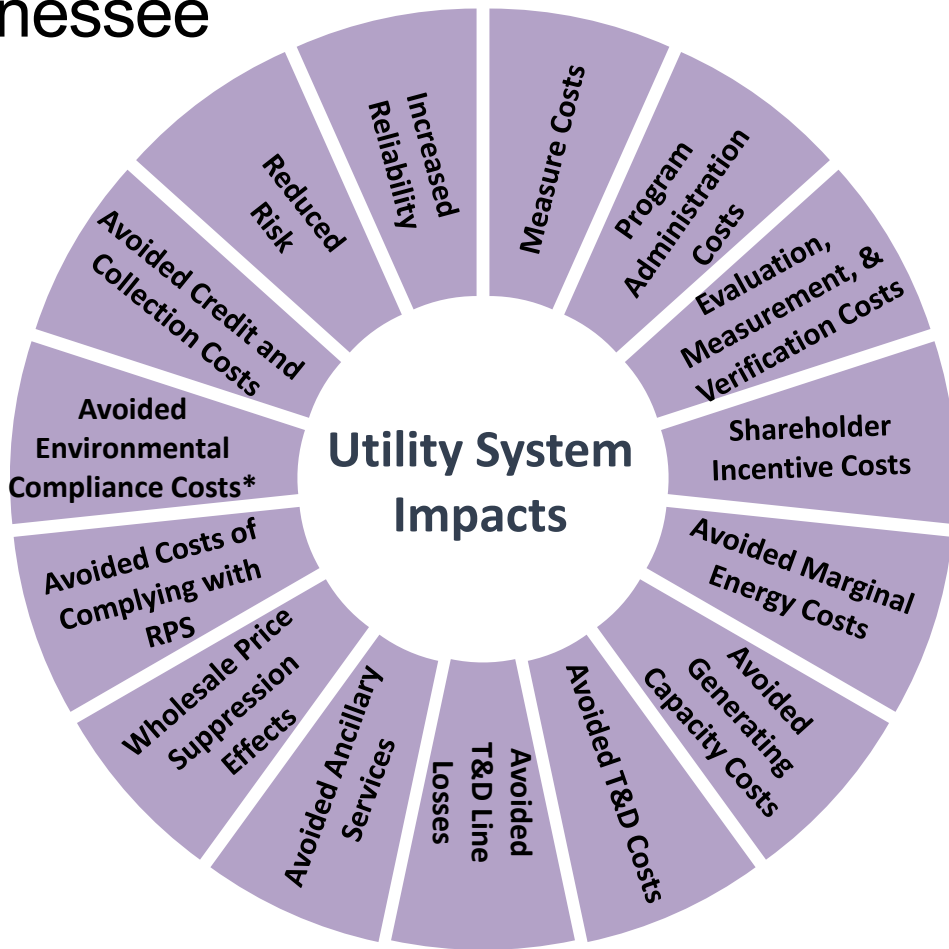 nessee
Measure Costs
Program
Administration
Costs
Evaluation,
Measurement, &
Verification Costs
Shareholder
Incentive Costs
Avoided Marginal
Energy Costs
Avoided
Generating
Capacity Costs
Avoided T&D Costs
Avoided
T&D Line
Losses
Avoided Ancillary
Services
Wholesale Price
Suppression
Effects
Avoided Costs of
Complying with
RPS
Avoided
Environmental
Compliance Costs*
Avoided Credit and
Collection Costs
Reduced
Risk
Increased
Reliability
Utility System
Impacts